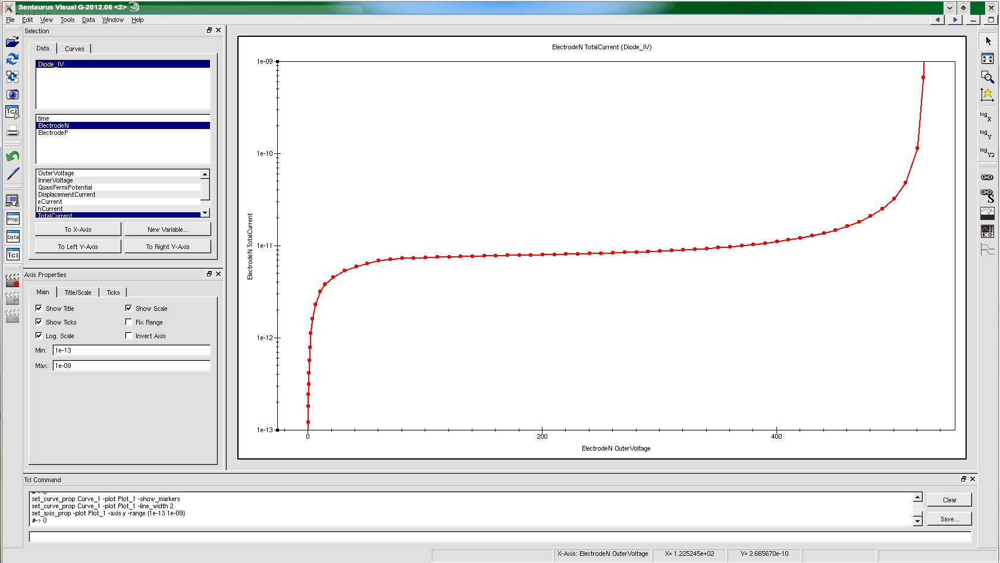 Sentaurus Visual G-2012.06 <2>
File Edit View Tools Data Window Help
Selection
Data Curves
Diode_IV
time
ElectrodeN
ElectrodeP
OuterVoltage
InnerVoltage
QuasiFermiPotential
DisplacementCurrent
eCurrent
hCurrent
TotalCurrent
To X-Axis New Variable...
To Left Y-Axis To Right Y-Axis
Tcl
Prop
Data
Tcl
Axis Properties
Main Title/Scale Ticks
Show Title Show Scale
Show Ticks Fix Range
Log. Scale Invert Axis
Min: 1e-13
Max: 1e-09
ElectrodeN TotalCurrent (Diode_IV)
ElectrodeN TotalCurrent
1e-09
1e-10
1e-11
1e-12
1e-13
0 200 400
ElectrodeN OuterVoltage
log X
log Y
log Y2
S
Tcl Command
#-> 0
set_curve_prop Curve_1 -plot Plot_1 -show_markers
set_curve_prop Curve_1 -plot Plot_1 -line_width 2
set_axis_prop -plot Plot_1 -axis y -range {1e-13 1e-09}
#-> 0
Clear
Save...
X-Axis: ElectrodeN OuterVoltage X= 1.225245e+02 Y= 2.665670e-10